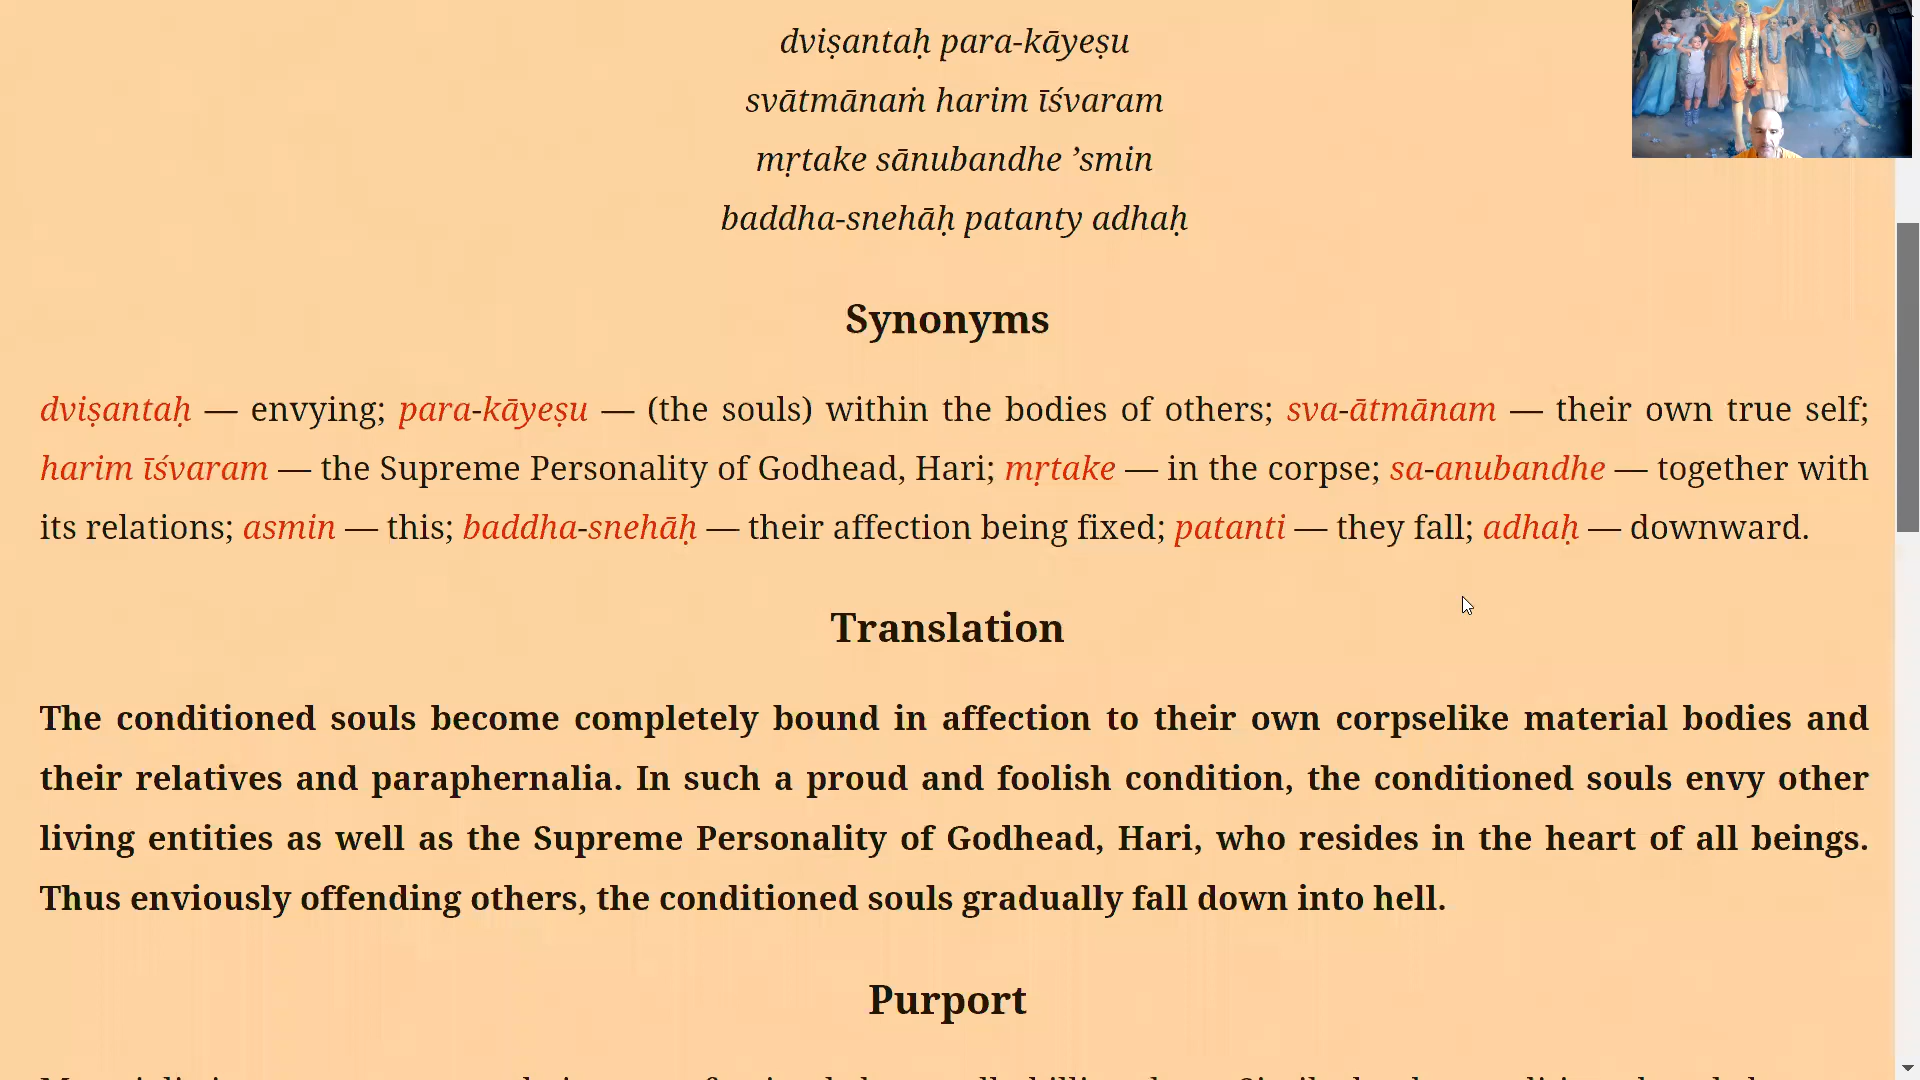 dviṣantaḥ para-kāyeṣu
svātmānaṁ harim īśvaram
mṛtake sānubandhe ’smin
baddha-snehāḥ patanty adhaḥ
Synonyms
dviṣantaḥ — envying; para-kāyeṣu — (the souls) within the bodies of others; sva-ātmānam — their own true self;
harim īśvaram — the Supreme Personality of Godhead, Hari; mṛtake — in the corpse; sa-anubandhe — together with
its relations; asmin — this; baddha-snehāḥ — their affection being fixed; patanti — they fall; adhaḥ — downward.
Translation
The conditioned souls become completely bound in affection to their own corpselike material bodies and
their relatives and paraphernalia. In such a proud and foolish condition, the conditioned souls envy other
living entities as well as the Supreme Personality of Godhead, Hari, who resides in the heart of all beings.
Thus enviously offending others, the conditioned souls gradually fall down into hell.
Purport